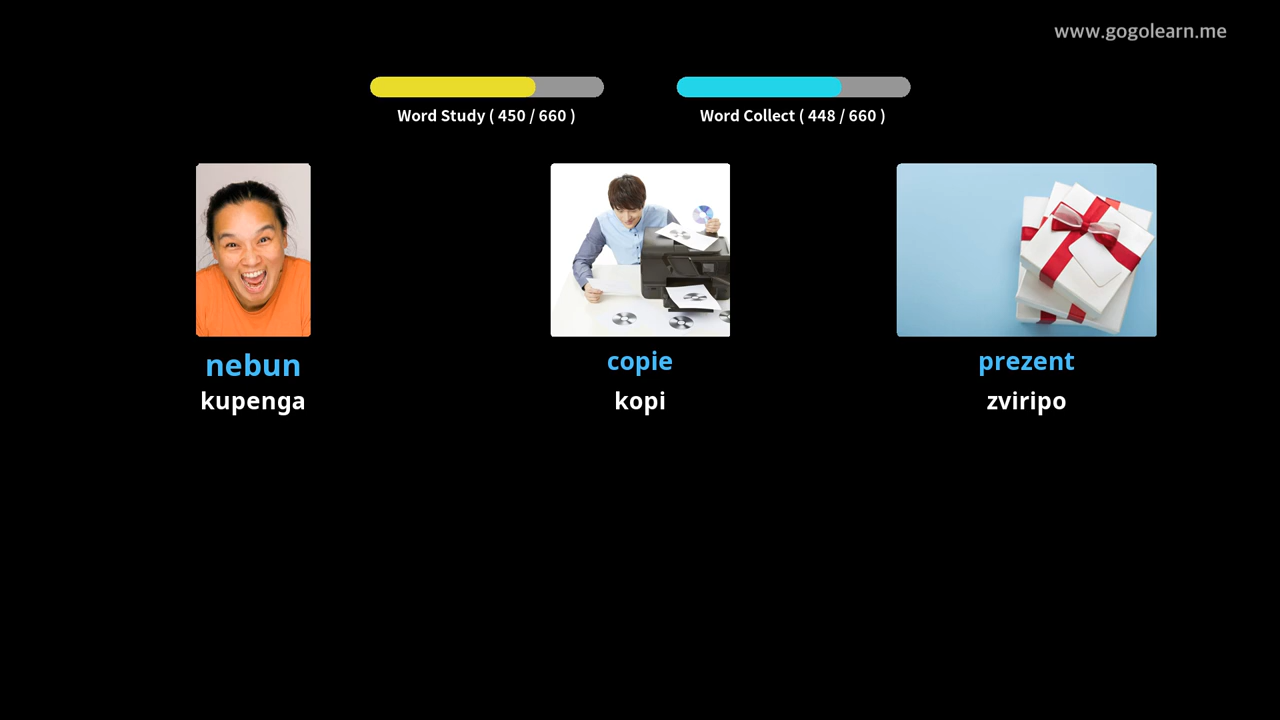 www.gogolearn.me
Word Study ( 450 / 660 )
Word Collect ( 448 / 660 )
nebun
kupenga
copie
kopi
prezent
zviripo